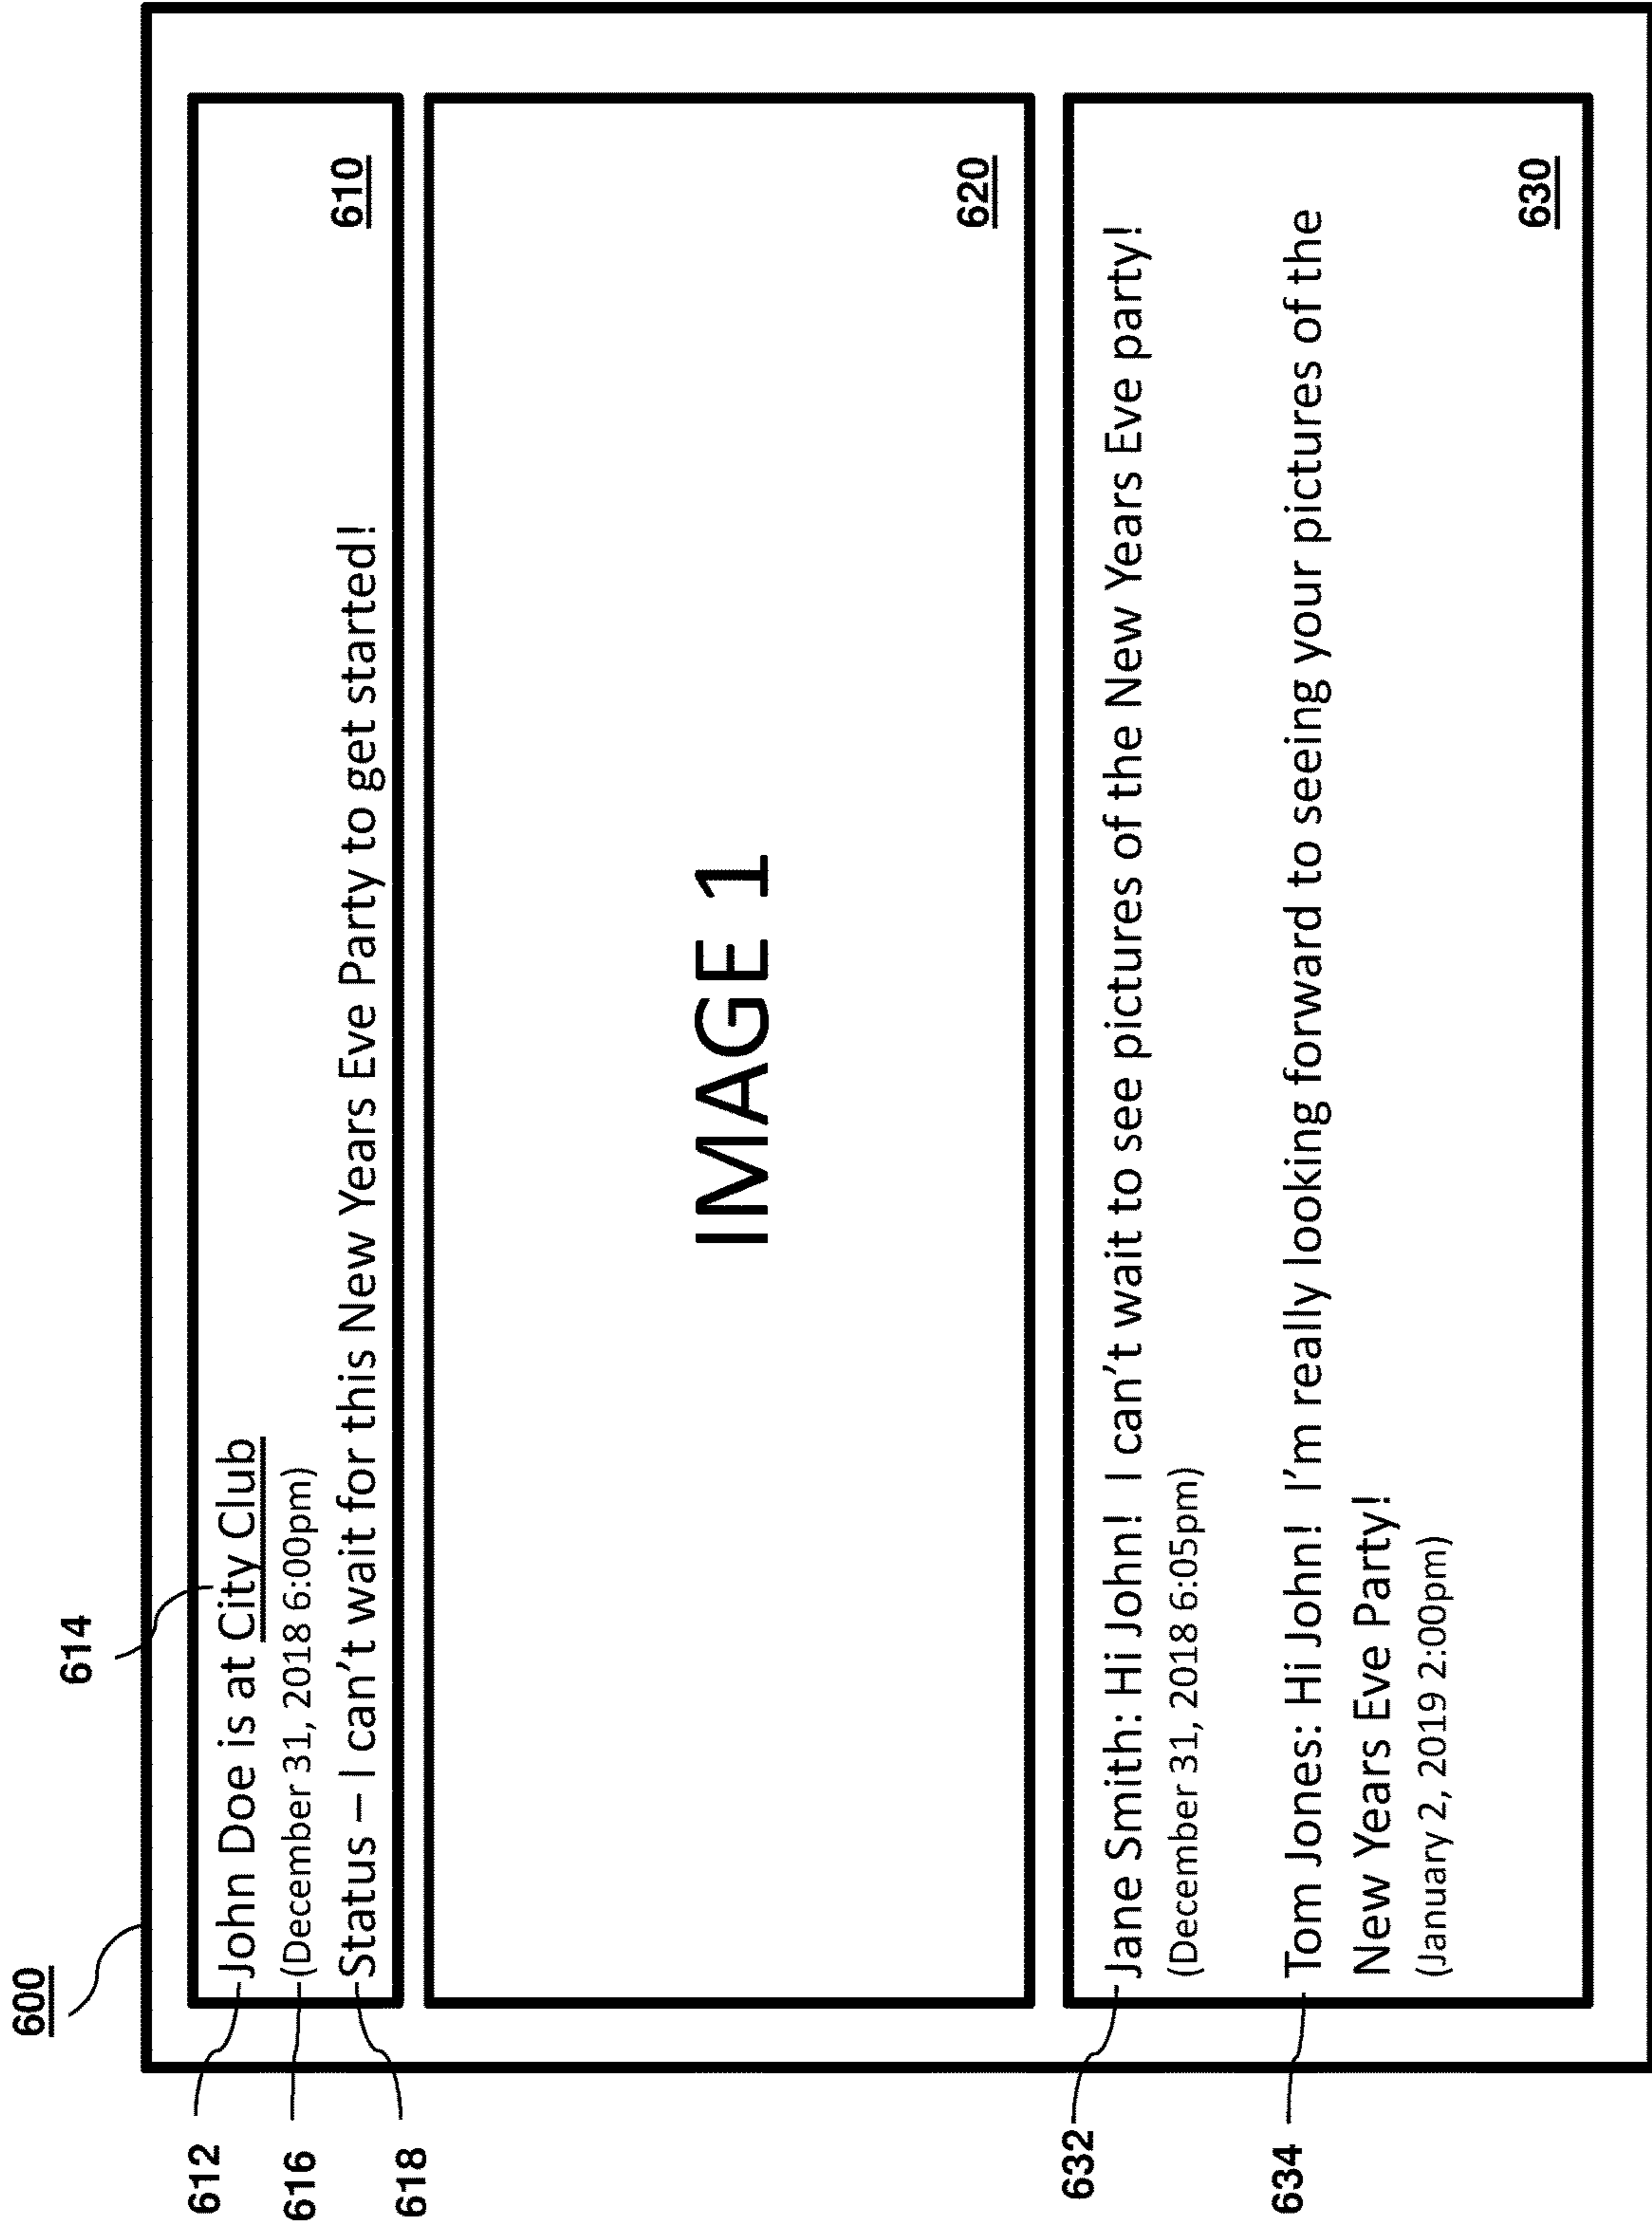 600
614
612
John Doe is at City Club
616
(December 31, 2018 6:00pm)
618
Status – I can't wait for this New Years Eve Party to get started!
610
IMAGE 1
620
632
Jane Smith: Hi John!  I can't wait to see pictures of the New Years Eve party!
(December 31, 2018 6:05pm)
634
Tom Jones: Hi John!  I'm really looking forward to seeing your pictures of the
New Years Eve Party!
(January 2, 2019 2:00pm)
630